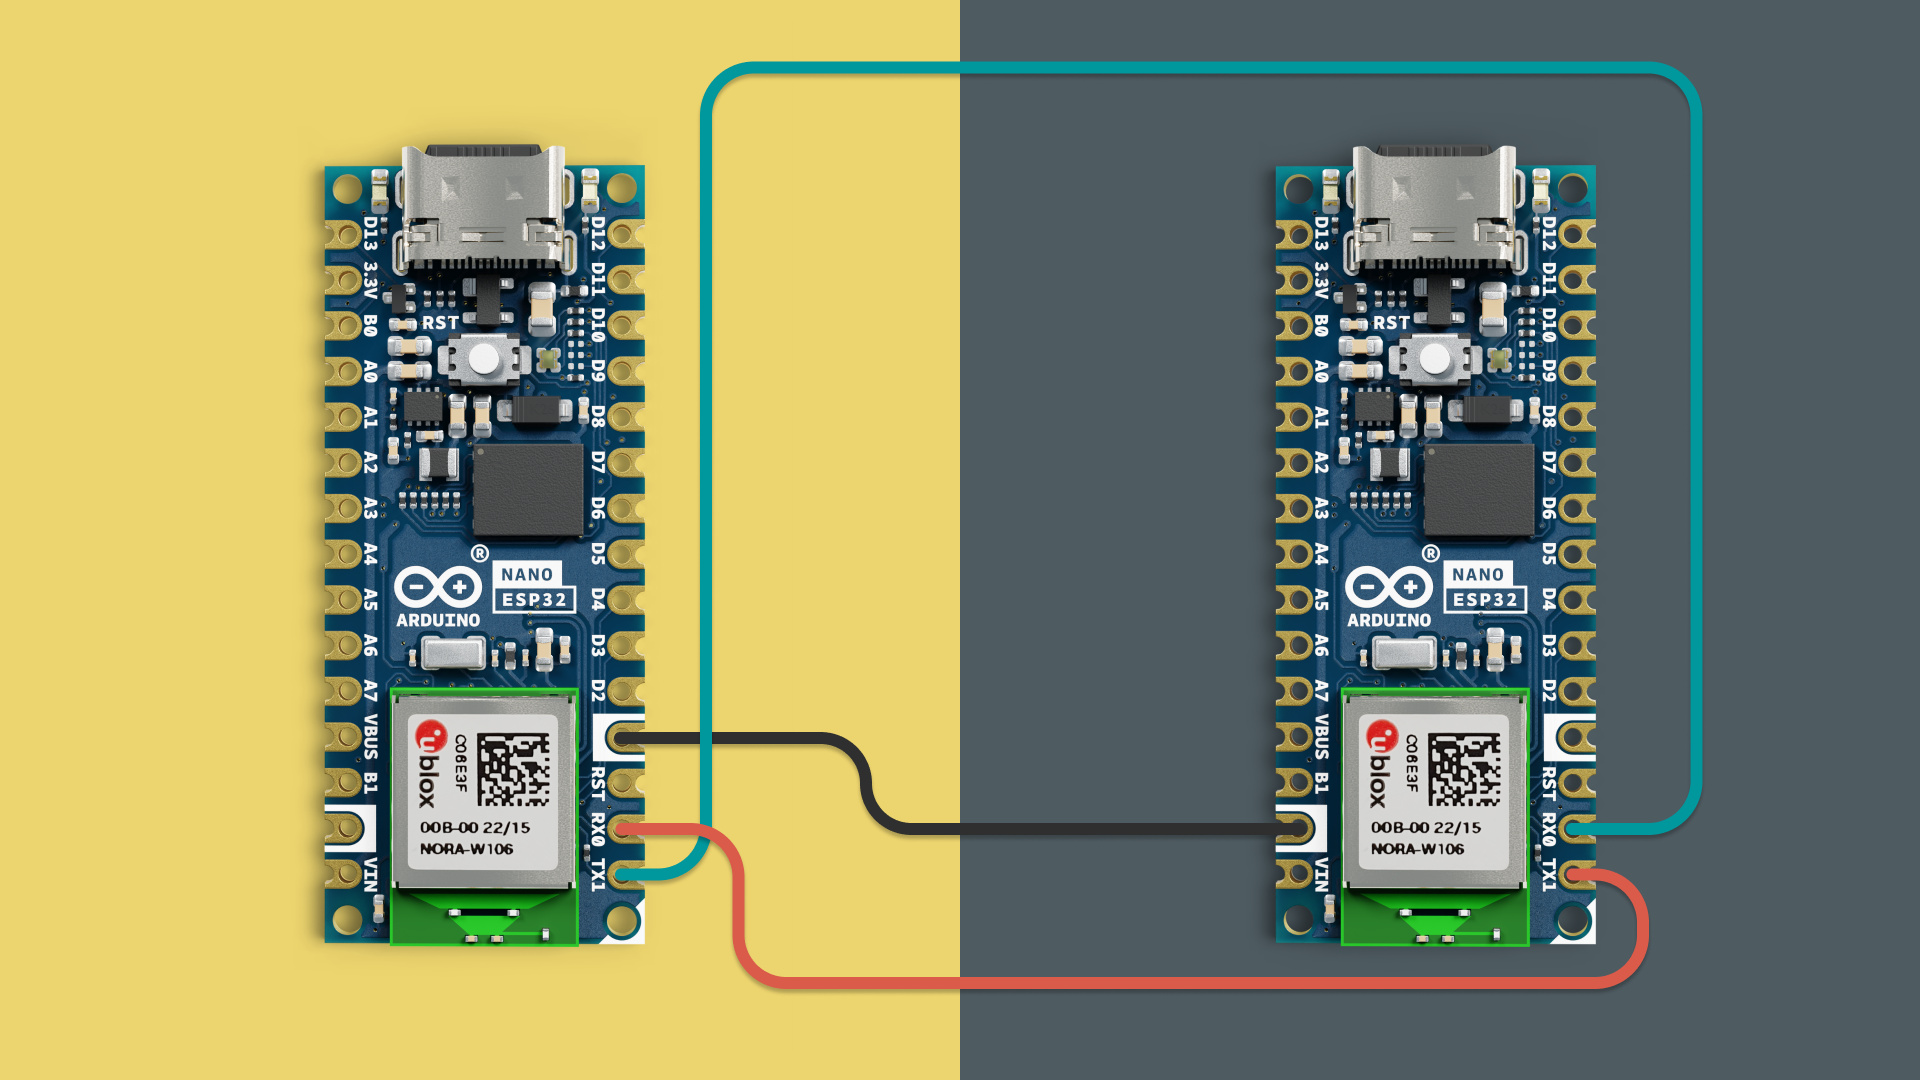 D13
3.3V
B0
A0
A1
A2
A3
A4
A5
A6
A7
VBUS
B1
VIN
RST
®
ARDUINO
NANO
ESP32
D12
D11
D10
D9
D8
D7
D6
D5
D4
D3
D2
RST
RX0
TX1
ublox
C08E3F
00B-00 22/15
NORA-W106
D13
3.3V
B0
A0
A1
A2
A3
A4
A5
A6
A7
VBUS
B1
VIN
RST
®
ARDUINO
NANO
ESP32
D12
D11
D10
D9
D8
D7
D6
D5
D4
D3
D2
RST
RX0
TX1
ublox
C08E3F
00B-00 22/15
NORA-W106